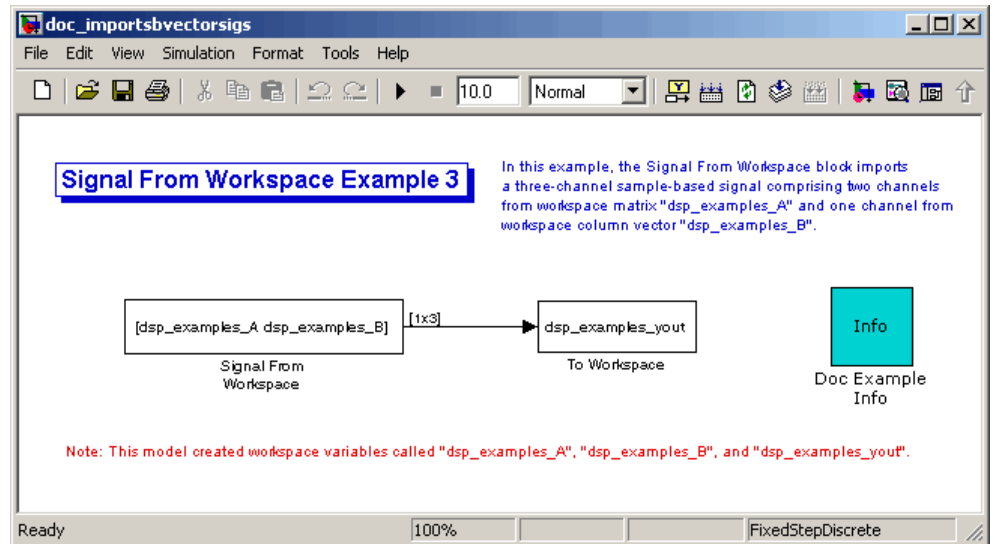 doc_importsbvectorsigs
File Edit View Simulation Format Tools Help
10.0 Normal
Signal From Workspace Example 3
In this example, the Signal From Workspace block imports
a three-channel sample-based signal comprising two channels
from workspace matrix "dsp_examples_A" and one channel from
workspace column vector "dsp_examples_B".
[dsp_examples_A dsp_examples_B]
[1x3]
dsp_examples_yout
Info
Signal From
Workspace
To Workspace
Doc Example
Info
Note: This model created workspace variables called "dsp_examples_A", "dsp_examples_B", and "dsp_examples_yout".
Ready 100% FixedStepDiscrete